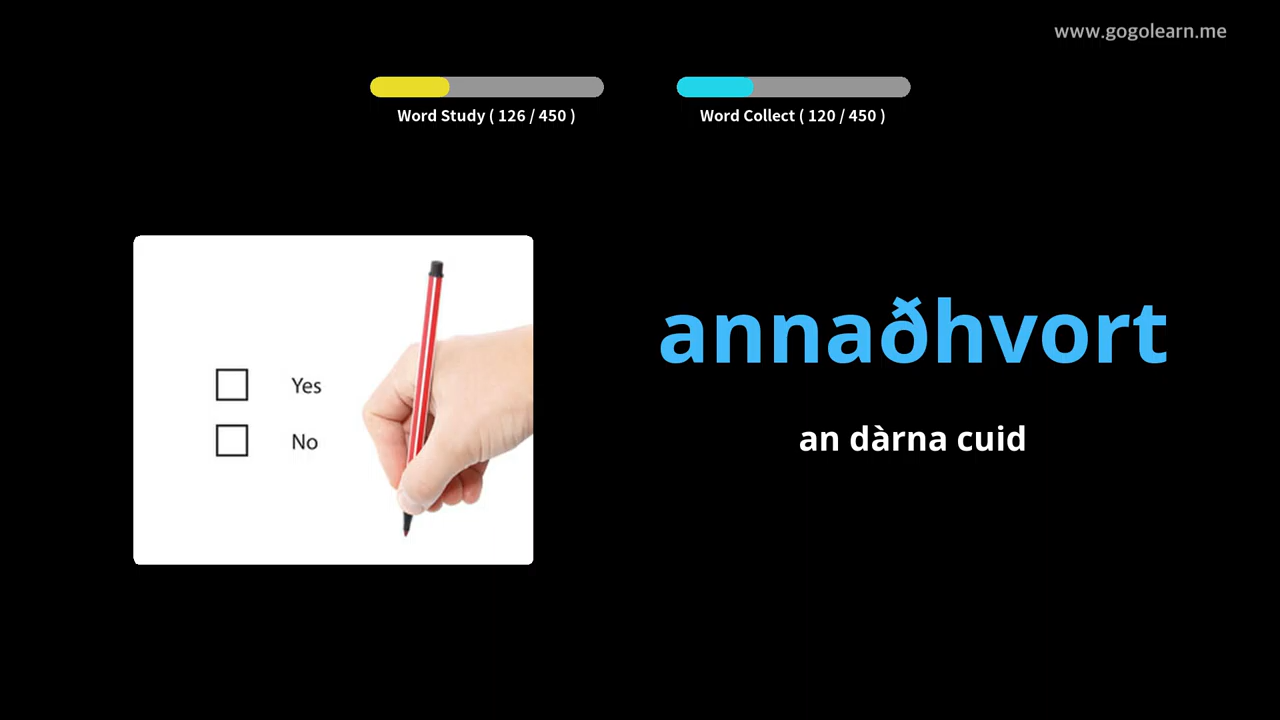 www.gogolearn.me
Word Study ( 126 / 450 )
Word Collect ( 120 / 450 )
Yes
No
annaðhvort
an dàrna cuid